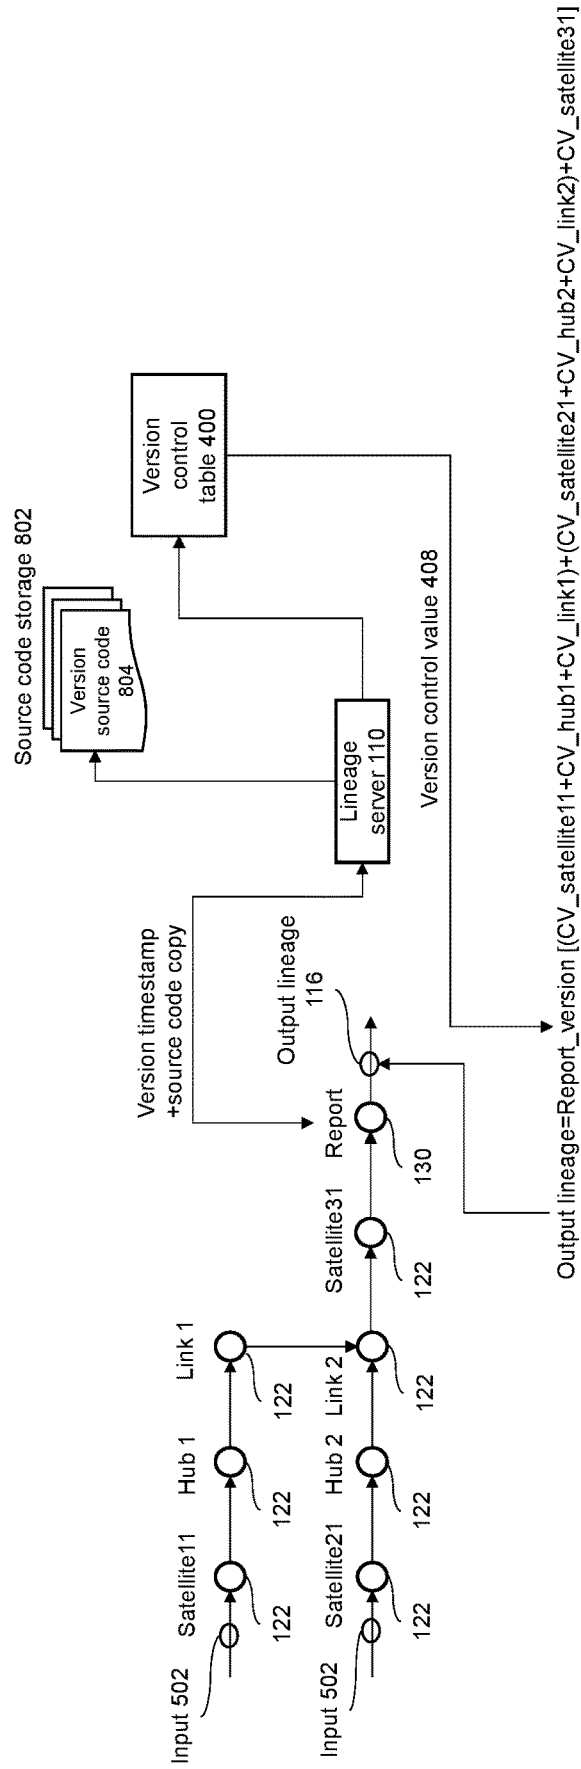 Source code storage 802
Version
source code
804
Version
control
table 400
Version timestamp
+source code copy
Lineage
server 110
Version control value 408
Output lineage
116
Input 502
Satellite11
122
Hub 1
122
Link 1
122
Input 502
Satellite21
122
Hub 2
122
Link 2
122
Satellite31
122
Report
130
Output lineage=Report_version [(CV_satellite11+CV_hub1+CV_link1)+(CV_satellite21+CV_hub2+CV_link2)+CV_satellite31]